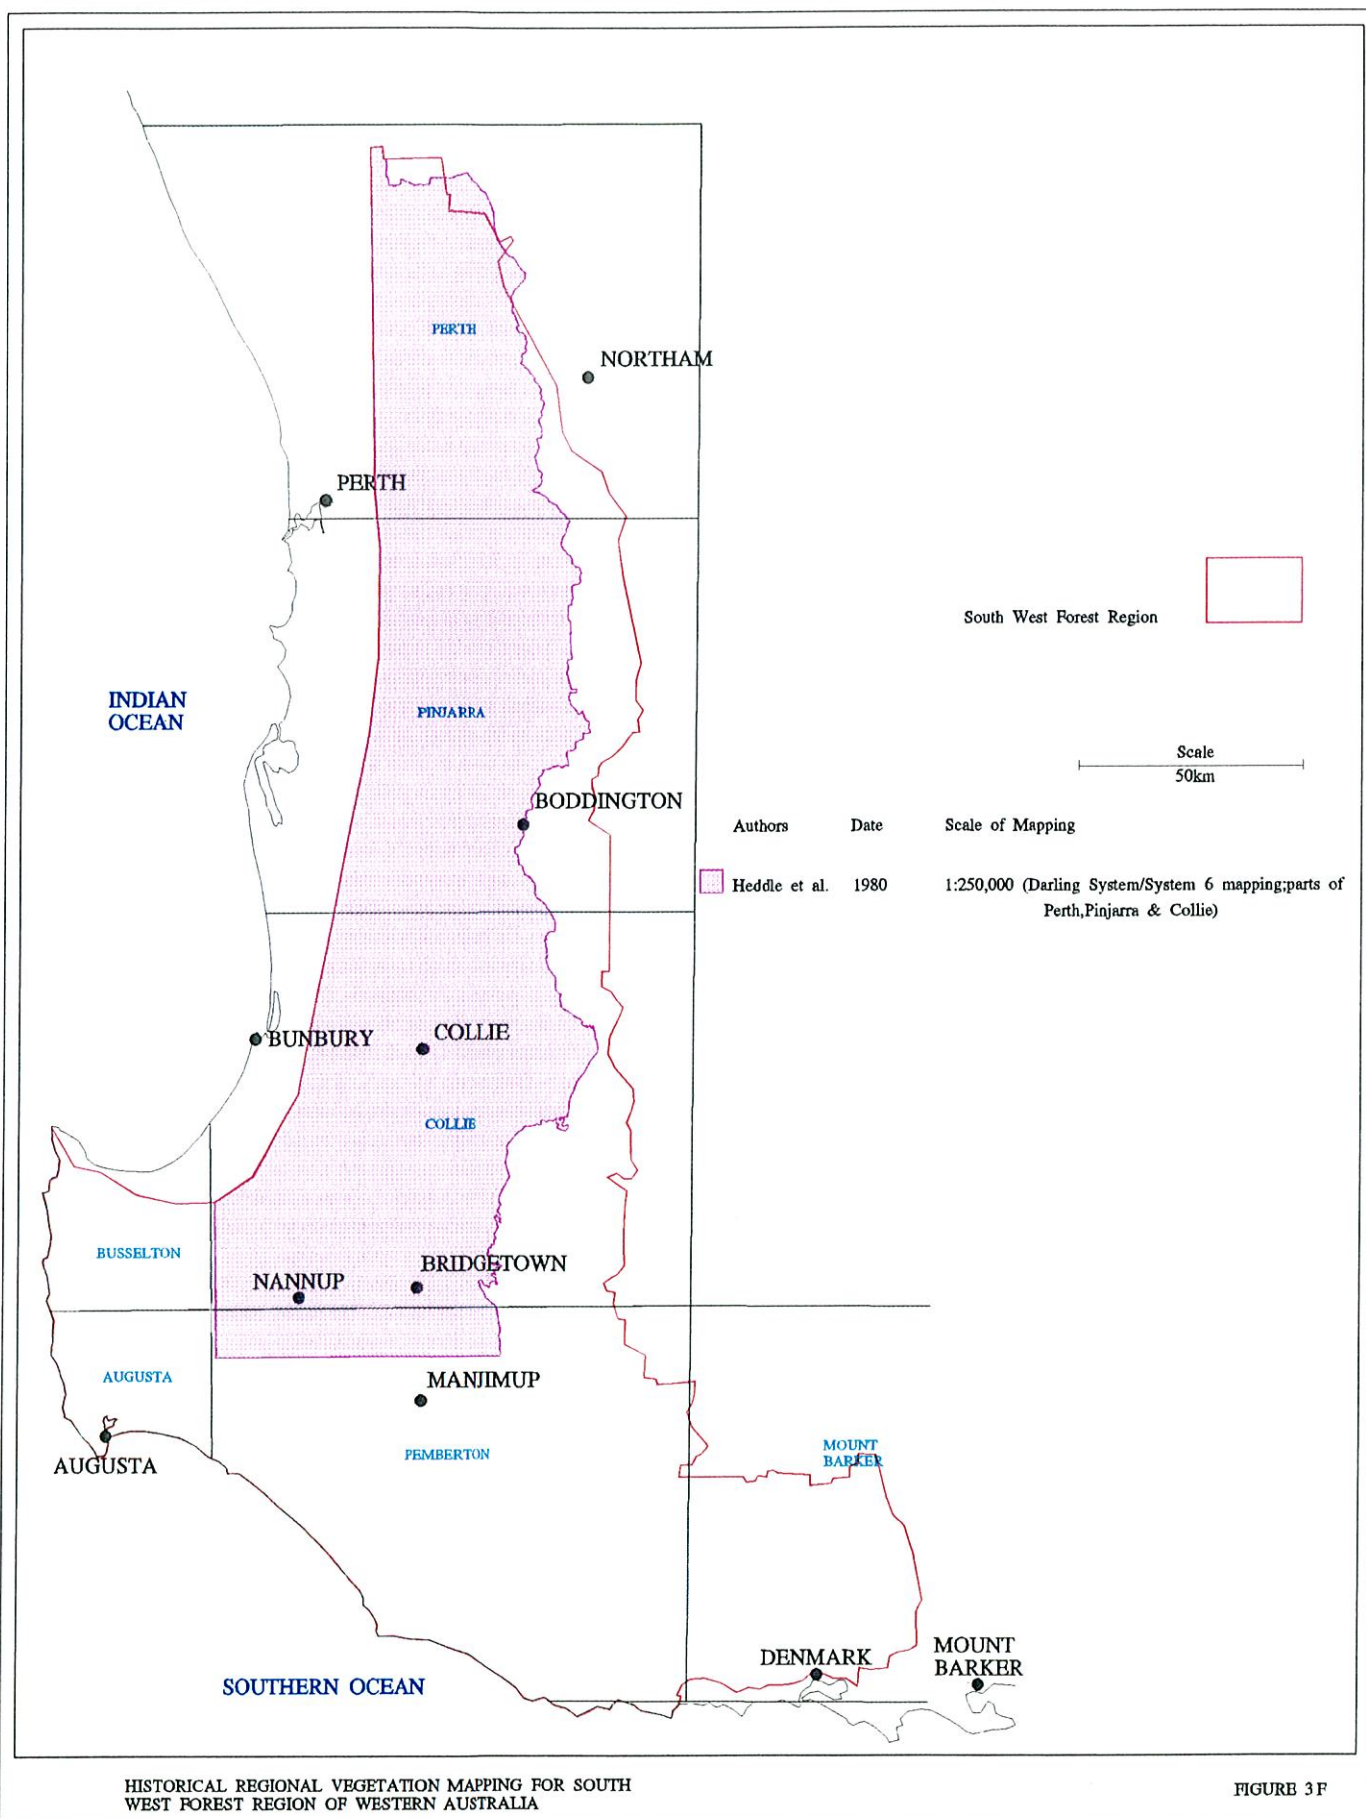 PERTH
NORTHAM
PERTH
South West Forest Region
INDIAN
OCEAN
PINJARRA
Scale
50km
BODDINGTON
Authors Date Scale of Mapping
Heddle et al. 1980 1:250,000 (Darling System/System 6 mapping;parts of
Perth,Pinjarra & Collie)
BUNBURY
COLLIE
COLLIE
BUSSELTON
BRIDGETOWN
NANNUP
AUGUSTA
MANJIMUP
PEMBERTON
MOUNT
BARKER
AUGUSTA
DENMARK
MOUNT
BARKER
SOUTHERN OCEAN
HISTORICAL REGIONAL VEGETATION MAPPING FOR SOUTH
WEST FOREST REGION OF WESTERN AUSTRALIA
FIGURE 3F